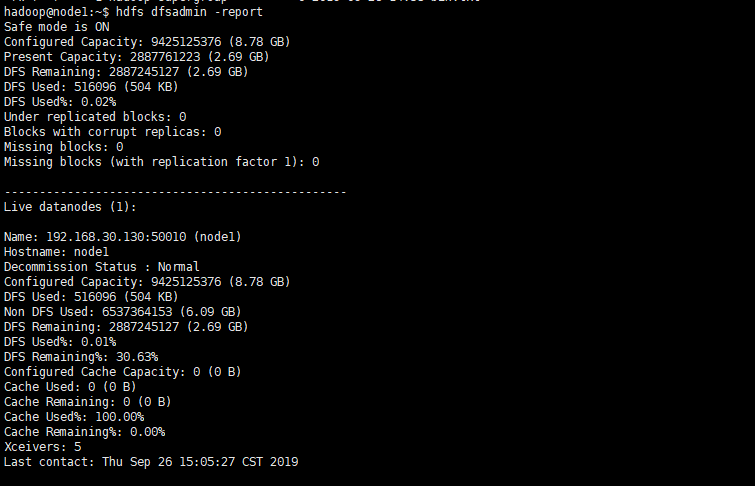 hadoop@node1:~$ hdfs dfsadmin -report
Safe mode is ON
Configured Capacity: 9425125376 (8.78 GB)
Present Capacity: 2887761223 (2.69 GB)
DFS Remaining: 2887245127 (2.69 GB)
DFS Used: 516096 (504 KB)
DFS Used%: 0.02%
Under replicated blocks: 0
Blocks with corrupt replicas: 0
Missing blocks: 0
Missing blocks (with replication factor 1): 0
-------------------------------------------------
Live datanodes (1):
Name: 192.168.30.130:50010 (node1)
Hostname: node1
Decommission Status : Normal
Configured Capacity: 9425125376 (8.78 GB)
DFS Used: 516096 (504 KB)
Non DFS Used: 6537364153 (6.09 GB)
DFS Remaining: 2887245127 (2.69 GB)
DFS Used%: 0.01%
DFS Remaining%: 30.63%
Configured Cache Capacity: 0 (0 B)
Cache Used: 0 (0 B)
Cache Remaining: 0 (0 B)
Cache Used%: 100.00%
Cache Remaining%: 0.00%
Xceivers: 5
Last contact: Thu Sep 26 15:05:27 CST 2019